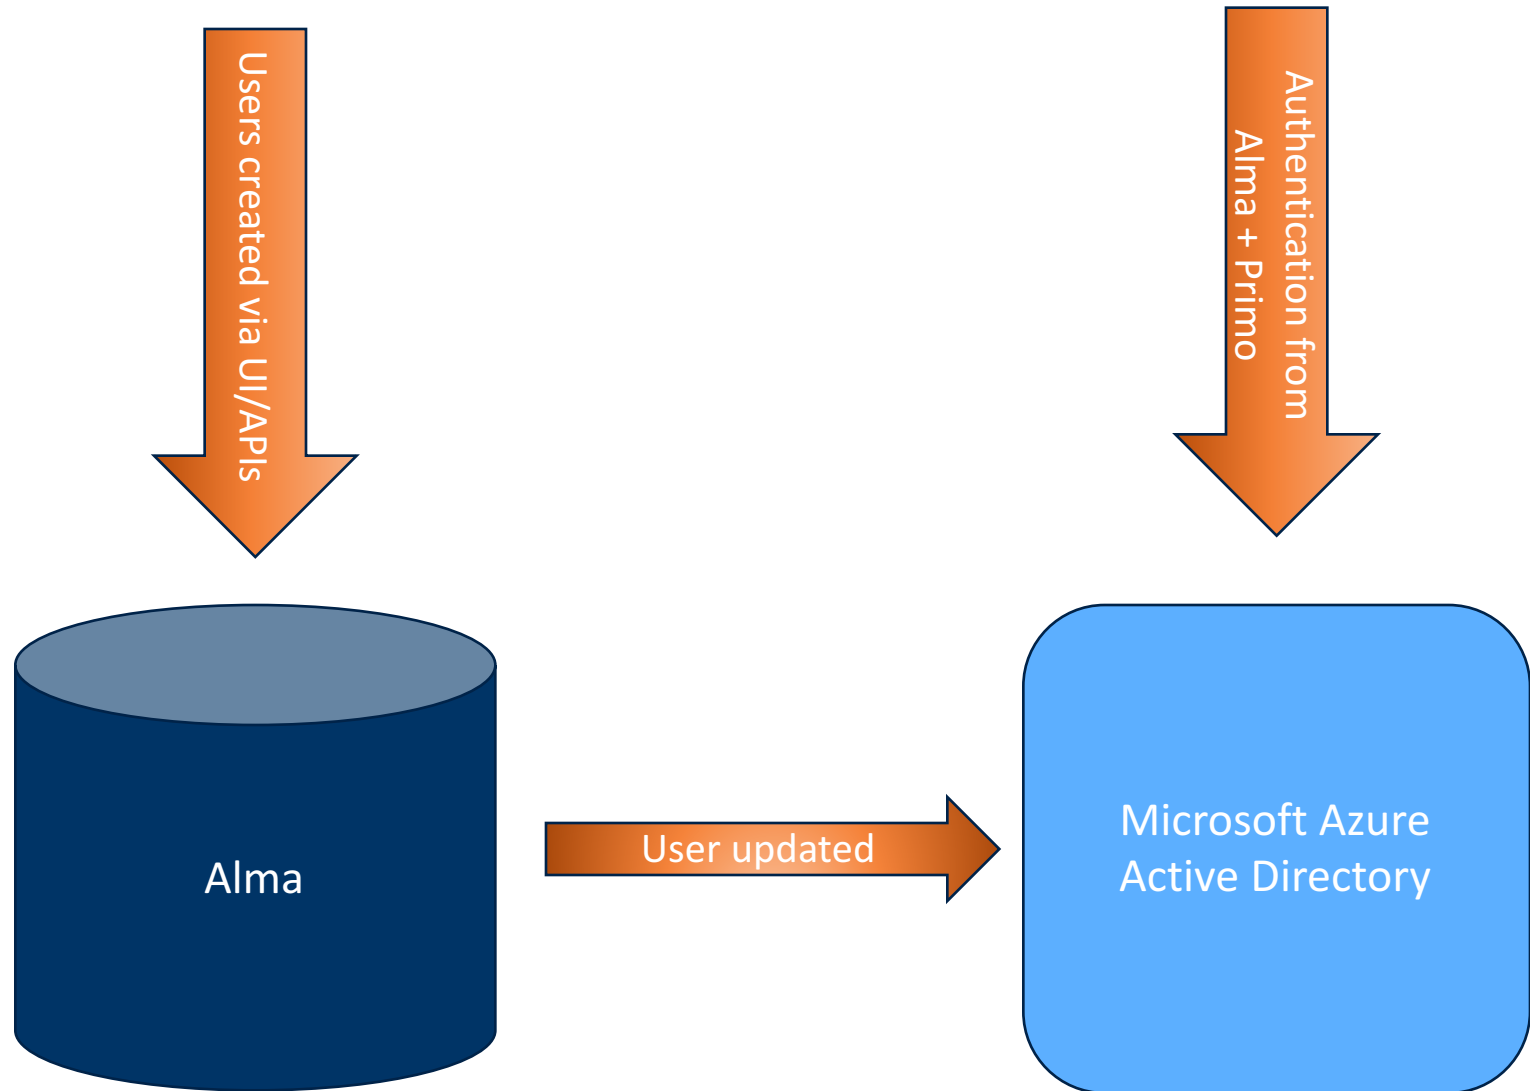 Users created via UI/APIs
Authentication from
Alma + Primo
Alma
User updated
Microsoft Azure
Active Directory